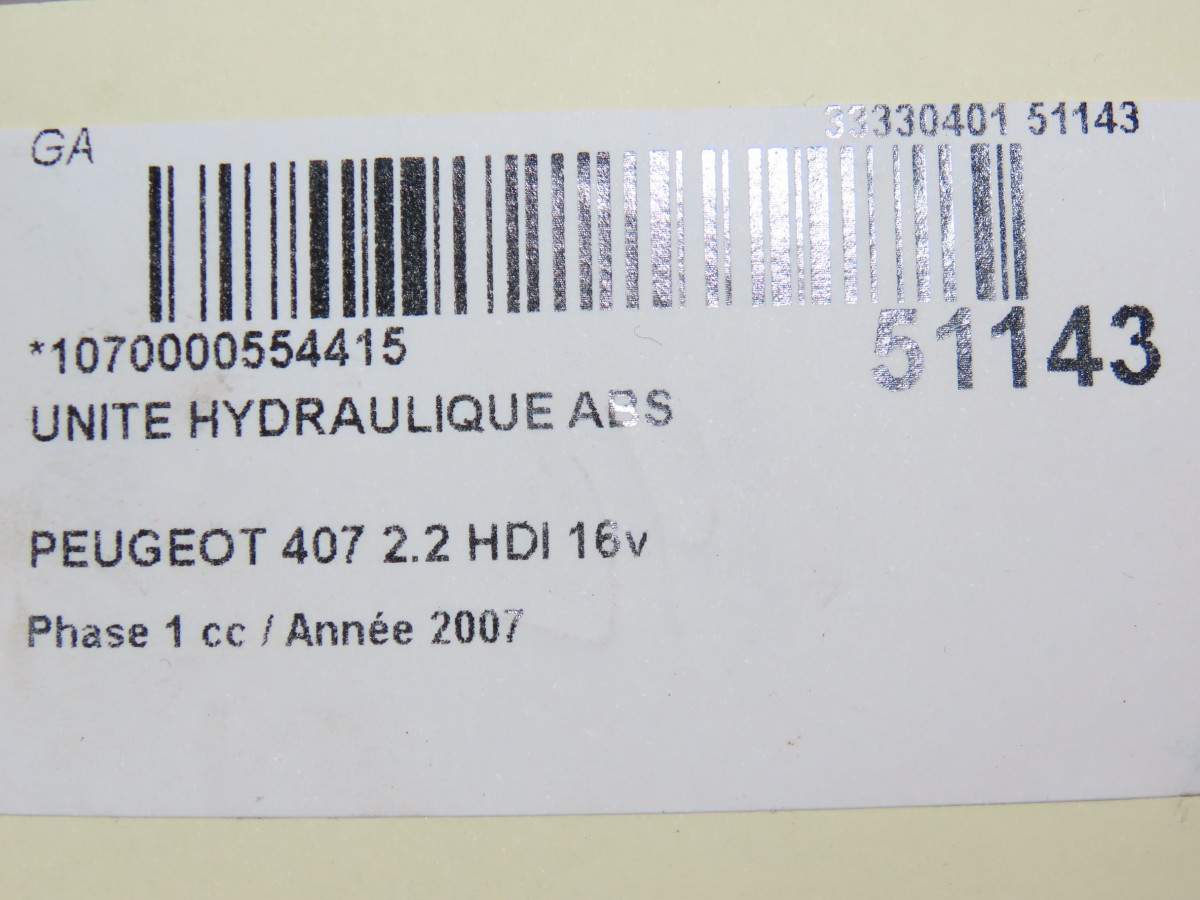 GA
33330401 51143
51143
*1070000554415
UNITE HYDRAULIQUE ABS
PEUGEOT 407 2.2 HDI 16v
Phase 1 cc / Année 2007